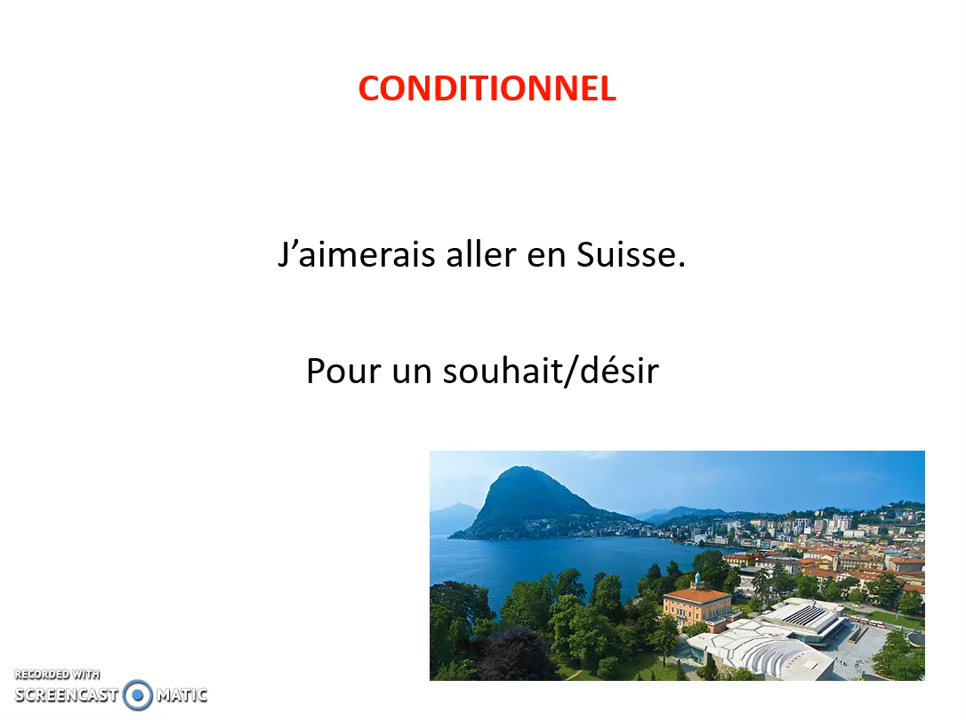 CONDITIONNEL
J’aimerais aller en Suisse.
Pour un souhait/désir
RECORDED WITH
SCREENCAST MATIC